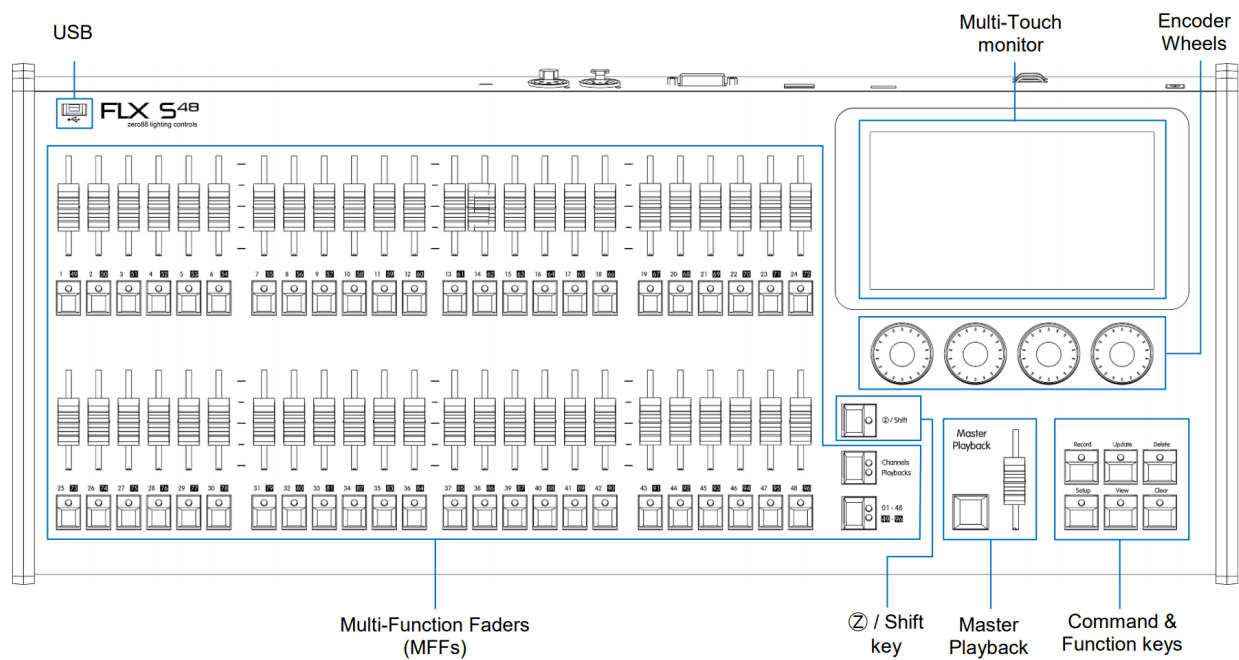 USB
Multi-Touch
monitor
Encoder
Wheels
FLX S48
zero88 lighting controls
1 49 2 50 3 51 4 52 5 53 6 54 7 55 8 56 9 57 10 58 11 59 12 60 13 61 14 62 15 63 16 64 17 65 18 66 19 67 20 68 21 69 22 70 23 71 24 72
Ⓩ / Shift
Master
Playback
Record Update Delete
Channels
Playbacks
25 73 26 74 27 75 28 76 29 77 30 78 31 79 32 80 33 81 34 82 35 83 36 84 37 85 38 86 39 87 40 88 41 89 42 90 43 91 44 92 45 93 46 94 47 95 48 96
Setup View Clear
01 - 48
49 - 96
Multi-Function Faders
(MFFs)
Ⓩ / Shift
key
Master
Playback
Command &
Function keys